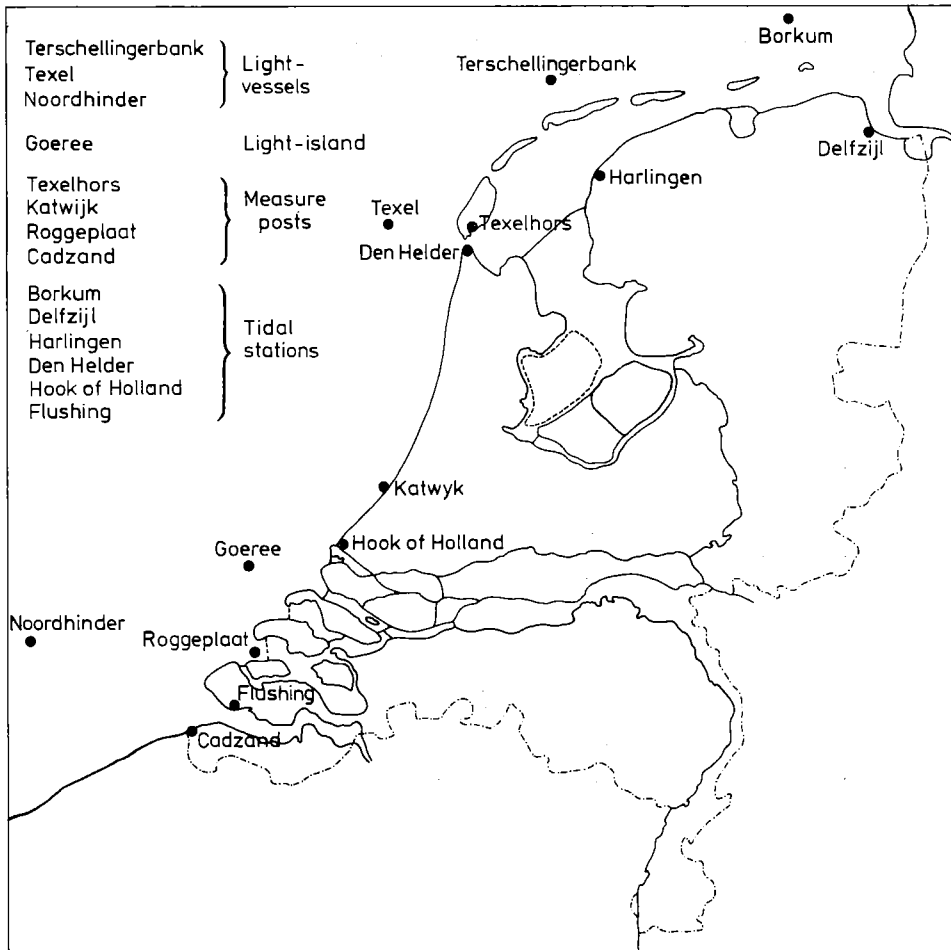 Terschellingerbank
Texel
Noordhinder
Light-
vessels
Goeree
Light-island
Texelhors
Katwijk
Roggeplaat
Cadzand
Measure
posts
Borkum
Delfzijl
Harlingen
Den Helder
Hook of Holland
Flushing
Tidal
stations
Borkum
Terschellingerbank
Delfzijl
Harlingen
Texel
Texelhors
Den Helder
Katwyk
Hook of Holland
Goeree
Noordhinder
Roggeplaat
Flushing
Cadzand